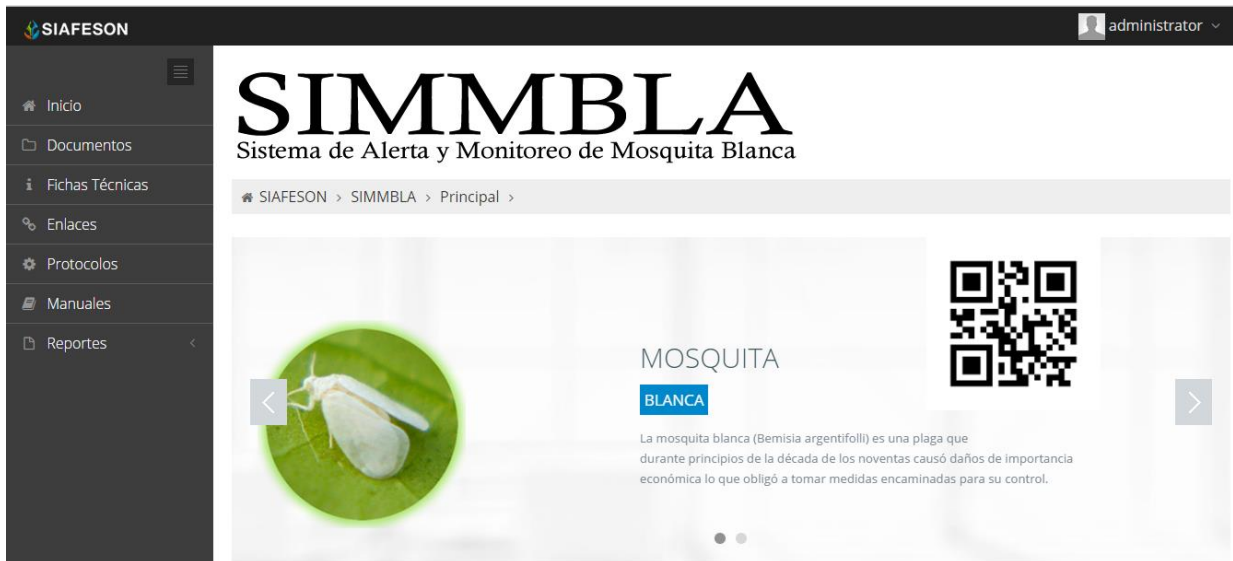 SIAFESON
administrator
Inicio
Documentos
Fichas Técnicas
Enlaces
Protocolos
Manuales
Reportes
SIMMBLA
Sistema de Alerta y Monitoreo de Mosquita Blanca
SIAFESON > SIMMBLA > Principal >
MOSQUITA
BLANCA
La mosquita blanca (Bemisia argentifolli) es una plaga que
durante principios de la década de los noventas causó daños de importancia
económica lo que obligó a tomar medidas encaminadas para su control.